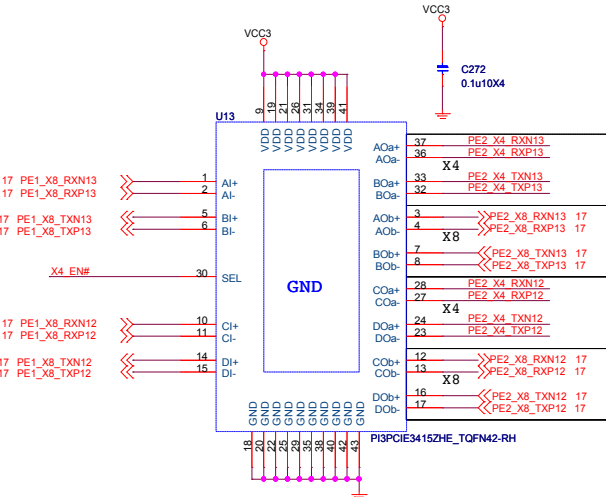 VCC3
VCC3
C272
0.1u10X4
9 19 21 26 31 34 39 41
U13
VDD VDD VDD VDD VDD VDD VDD VDD
17 PE1_X8_RXN13 1 AI+
17 PE1_X8_RXP13 2 AI-
17 PE1_X8_TXN13 5 BI+
17 PE1_X8_TXP13 6 BI-
X4_EN# 30 SEL
17 PE1_X8_RXN12 10 CI+
17 PE1_X8_RXP12 11 CI-
17 PE1_X8_TXN12 14 DI+
17 PE1_X8_TXP12 15 DI-
GND
AOa+ 37 PE2_X4_RXN13
AOa- 36 PE2_X4_RXP13
X4
BOa+ 33 PE2_X4_TXN13
BOa- 32 PE2_X4_TXP13
AOb+ 3 PE2_X8_RXN13 17
AOb- 4 PE2_X8_RXP13 17
X8
BOb+ 7 PE2_X8_TXN13 17
BOb- 8 PE2_X8_TXP13 17
COa+ 28 PE2_X4_RXN12
COa- 27 PE2_X4_RXP12
X4
DOa+ 24 PE2_X4_TXN12
DOa- 23 PE2_X4_TXP12
COb+ 12 PE2_X8_RXN12 17
COb- 13 PE2_X8_RXP12 17
X8
DOb+ 16 PE2_X8_TXN12 17
DOb- 17 PE2_X8_TXP12 17
GND GND GND GND GND GND GND GND GND GND
PI3PCIE3415ZHE_TQFN42-RH
18 20 22 25 29 35 38 40 42 43